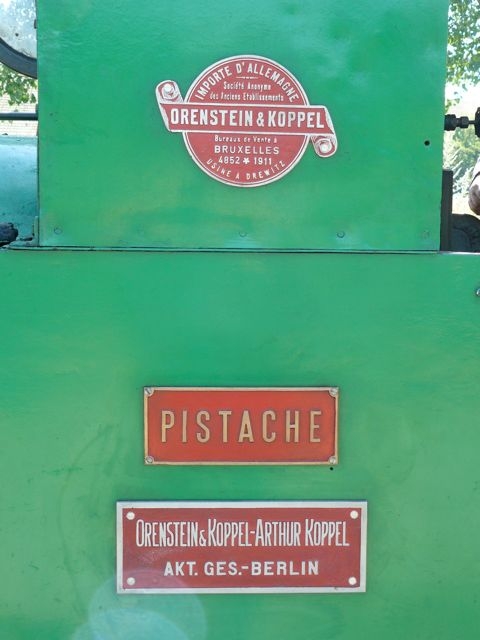 IMPORTE D'ALLEMAGNE
Société Anonyme
des Anciens Etablissements
ORENSTEIN & KOPPEL
Bureaux de Vente à
BRUXELLES
4852 * 1911
USINE A DREWITZ
PISTACHE
ORENSTEIN & KOPPEL-ARTHUR KOPPEL
AKT. GES.-BERLIN